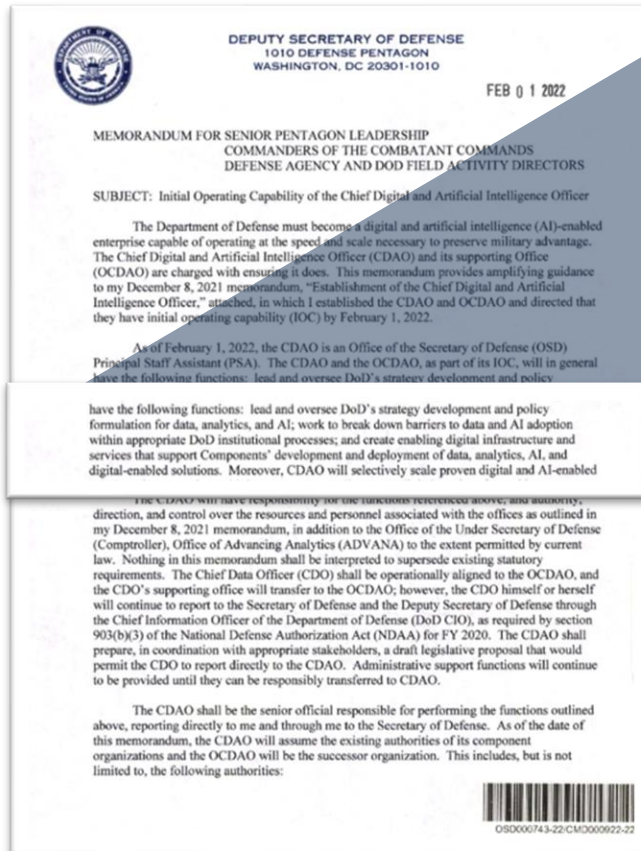 DEPUTY SECRETARY OF DEFENSE
1010 DEFENSE PENTAGON
WASHINGTON, DC 20301-1010
FEB 0 1 2022
MEMORANDUM FOR SENIOR PENTAGON LEADERSHIP
COMMANDERS OF THE COMBATANT COMMANDS
DEFENSE AGENCY AND DOD FIELD ACTIVITY DIRECTORS
SUBJECT: Initial Operating Capability of the Chief Digital and Artificial Intelligence Officer
The Department of Defense must become a digital and artificial intelligence (AI)-enabled
enterprise capable of operating at the speed and scale necessary to preserve military advantage.
The Chief Digital and Artificial Intelligence Officer (CDAO) and its supporting Office
(OCDAO) are charged with ensuring it does. This memorandum provides amplifying guidance
to my December 8, 2021 memorandum, “Establishment of the Chief Digital and Artificial
Intelligence Officer,” attached, in which I established the CDAO and OCDAO and directed that
they have initial operating capability (IOC) by February 1, 2022.
As of February 1, 2022, the CDAO is an Office of the Secretary of Defense (OSD)
Principal Staff Assistant (PSA). The CDAO and the OCDAO, as part of its IOC, will in general
have the following functions: lead and oversee DoD's strategy development and policy
have the following functions: lead and oversee DoD's strategy development and policy
formulation for data, analytics, and AI; work to break down barriers to data and AI adoption
within appropriate DoD institutional processes; and create enabling digital infrastructure and
services that support Components' development and deployment of data, analytics, AI, and
digital-enabled solutions. Moreover, CDAO will selectively scale proven digital and AI-enabled
The CDAO will have responsibility for the functions referenced above, and authority,
direction, and control over the resources and personnel associated with the offices as outlined in
my December 8, 2021 memorandum, in addition to the Office of the Under Secretary of Defense
(Comptroller), Office of Advancing Analytics (ADVANA) to the extent permitted by current
law. Nothing in this memorandum shall be interpreted to supersede existing statutory
requirements. The Chief Data Officer (CDO) shall be operationally aligned to the OCDAO, and
the CDO's supporting office will transfer to the OCDAO; however, the CDO himself or herself
will continue to report to the Secretary of Defense and the Deputy Secretary of Defense through
the Chief Information Officer of the Department of Defense (DoD CIO), as required by section
903(b)(3) of the National Defense Authorization Act (NDAA) for FY 2020. The CDAO shall
prepare, in coordination with appropriate stakeholders, a draft legislative proposal that would
permit the CDO to report directly to the CDAO. Administrative support functions will continue
to be provided until they can be responsibly transferred to CDAO.
The CDAO shall be the senior official responsible for performing the functions outlined
above, reporting directly to me and through me to the Secretary of Defense. As of the date of
this memorandum, the CDAO will assume the existing authorities of its component
organizations and the OCDAO will be the successor organization. This includes, but is not
limited to, the following authorities:
OSD000743-22/CMD000922-22